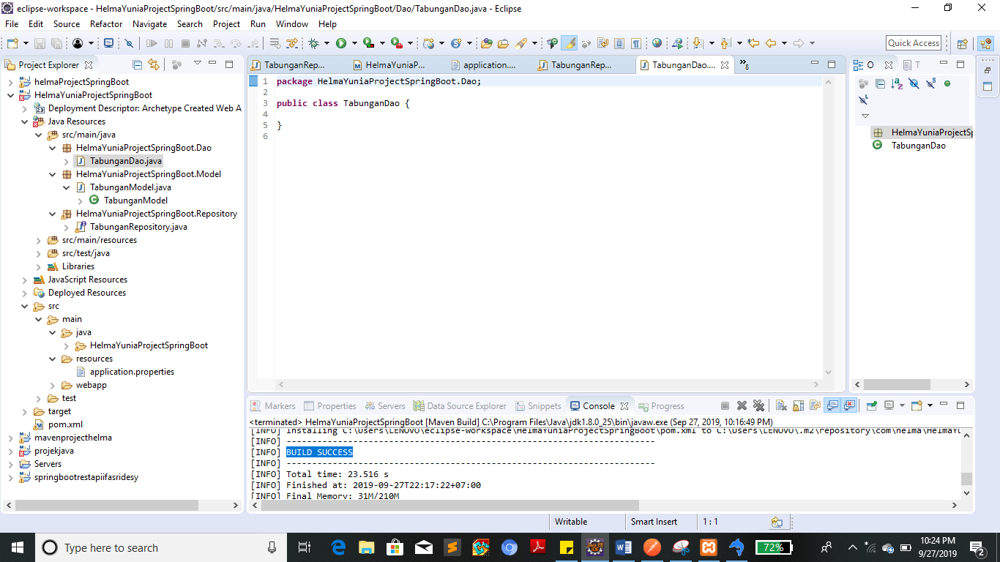 eclipse-workspace - HelmaYuniaProjectSpringBoot/src/main/java/HelmaYuniaProjectSpringBoot/Dao/TabunganDao.java - Eclipse
File Edit Source Refactor Navigate Search Project Run Window Help
Quick Access
Project Explorer
helmaProjectSpringBoot
HelmaYuniaProjectSpringBoot
Deployment Descriptor: Archetype Created Web A
Java Resources
src/main/java
HelmaYuniaProjectSpringBoot.Dao
TabunganDao.java
HelmaYuniaProjectSpringBoot.Model
TabunganModel.java
TabunganModel
HelmaYuniaProjectSpringBoot.Repository
TabunganRepository.java
src/main/resources
src/test/java
Libraries
JavaScript Resources
Deployed Resources
src
main
java
HelmaYuniaProjectSpringBoot
resources
application.properties
webapp
test
target
pom.xml
mavenprojecthelma
projekjava
Servers
springbootrestapiifasridesy
TabunganRep... HelmaYuniaP... application.... TabunganRep... TabunganDao.... »8
1 package HelmaYuniaProjectSpringBoot.Dao;
2
3 public class TabunganDao {
4
5 }
6
O T
HelmaYuniaProjectSp
TabunganDao
Markers Properties Servers Data Source Explorer Snippets Console Progress
<terminated> HelmaYuniaProjectSpringBoot [Maven Build] C:\Program Files\Java\jdk1.8.0_25\bin\javaw.exe (Sep 27, 2019, 10:16:49 PM)
[INFO] Installing C:\Users\LENOVO\eclipse-workspace\HelmaYuniaProjectSpringBoot\pom.xml to C:\Users\LENOVO\.m2\repository\com\helma\HelmaYu
[INFO] ------------------------------------------------------------------------
[INFO] BUILD SUCCESS
[INFO] ------------------------------------------------------------------------
[INFO] Total time: 23.516 s
[INFO] Finished at: 2019-09-27T22:17:22+07:00
[INFO] Final Memory: 31M/210M
Writable Smart Insert 1 : 1
Type here to search
72%
10:24 PM
9/27/2019
2